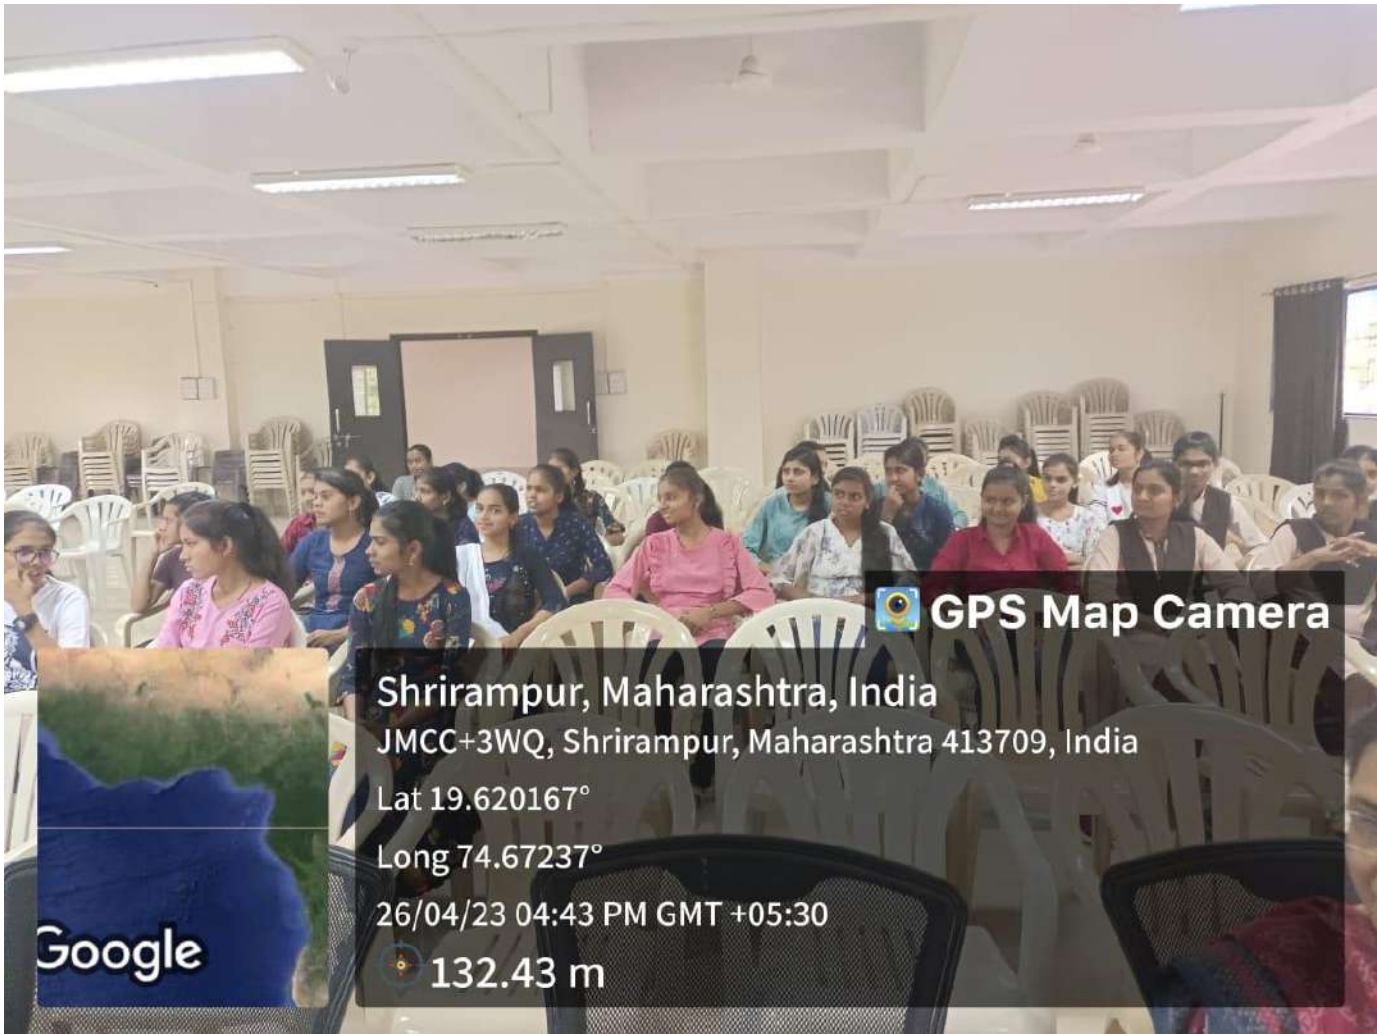 GPS Map Camera
Shrirampur, Maharashtra, India
JMCC+3WQ, Shrirampur, Maharashtra 413709, India
Lat 19.620167°
Long 74.67237°
26/04/23 04:43 PM GMT +05:30
132.43 m
Google